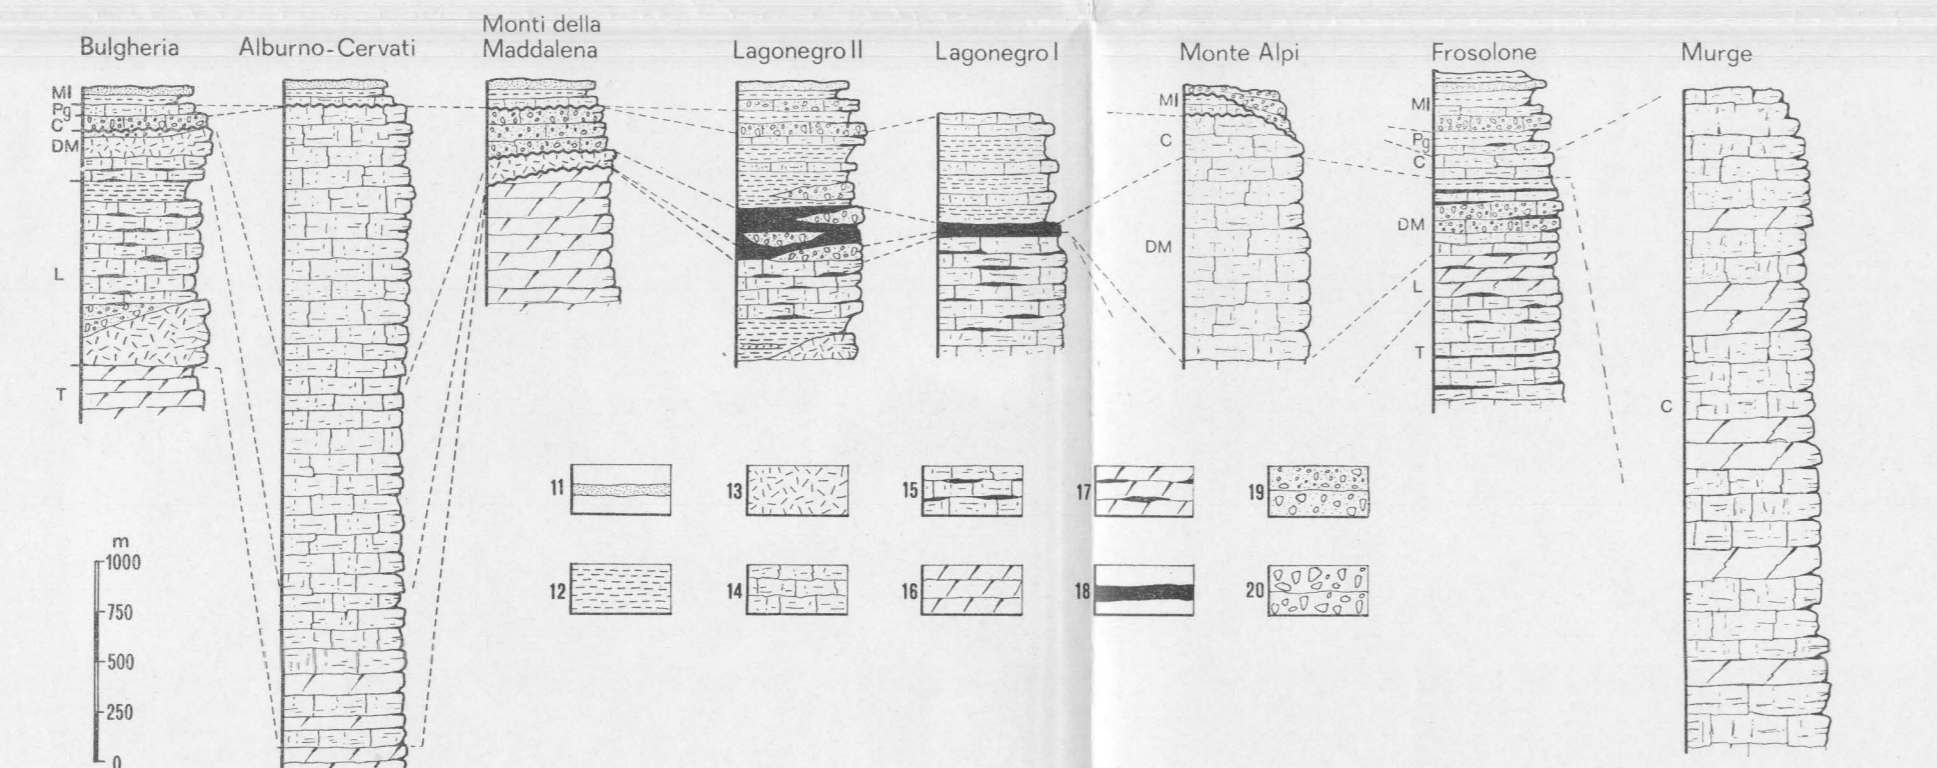 Bulgheria
Alburno-Cervati
Monti della
Maddalena
Lagonegro II
Lagonegro I
Monte Alpi
Frosolone
Murge
MI
Pg
C
DM
L
T
MI
C
DM
MI
Pg
C
DM
L
T
C
11
13
15
17
19
12
14
16
18
20
m
1000
750
500
250
0